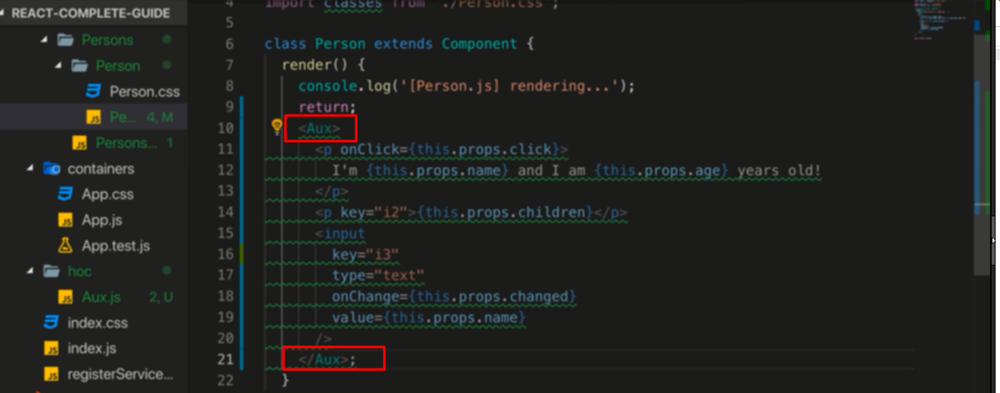 REACT-COMPLETE-GUIDE
Persons
Person
Person.css
Pe... 4, M
Persons... 1
containers
App.css
App.js
App.test.js
hoc
Aux.js 2, U
index.css
index.js
registerService...
4 import classes from './Person.css';
5
6 class Person extends Component {
7 render() {
8 console.log('[Person.js] rendering...');
9 return;
10 <Aux>
11 <p onClick={this.props.click}>
12 I'm {this.props.name} and I am {this.props.age} years old!
13 </p>
14 <p key="i2">{this.props.children}</p>
15 <input
16 key="i3"
17 type="text"
18 onChange={this.props.changed}
19 value={this.props.name}
20 />
21 </Aux>;
22 }